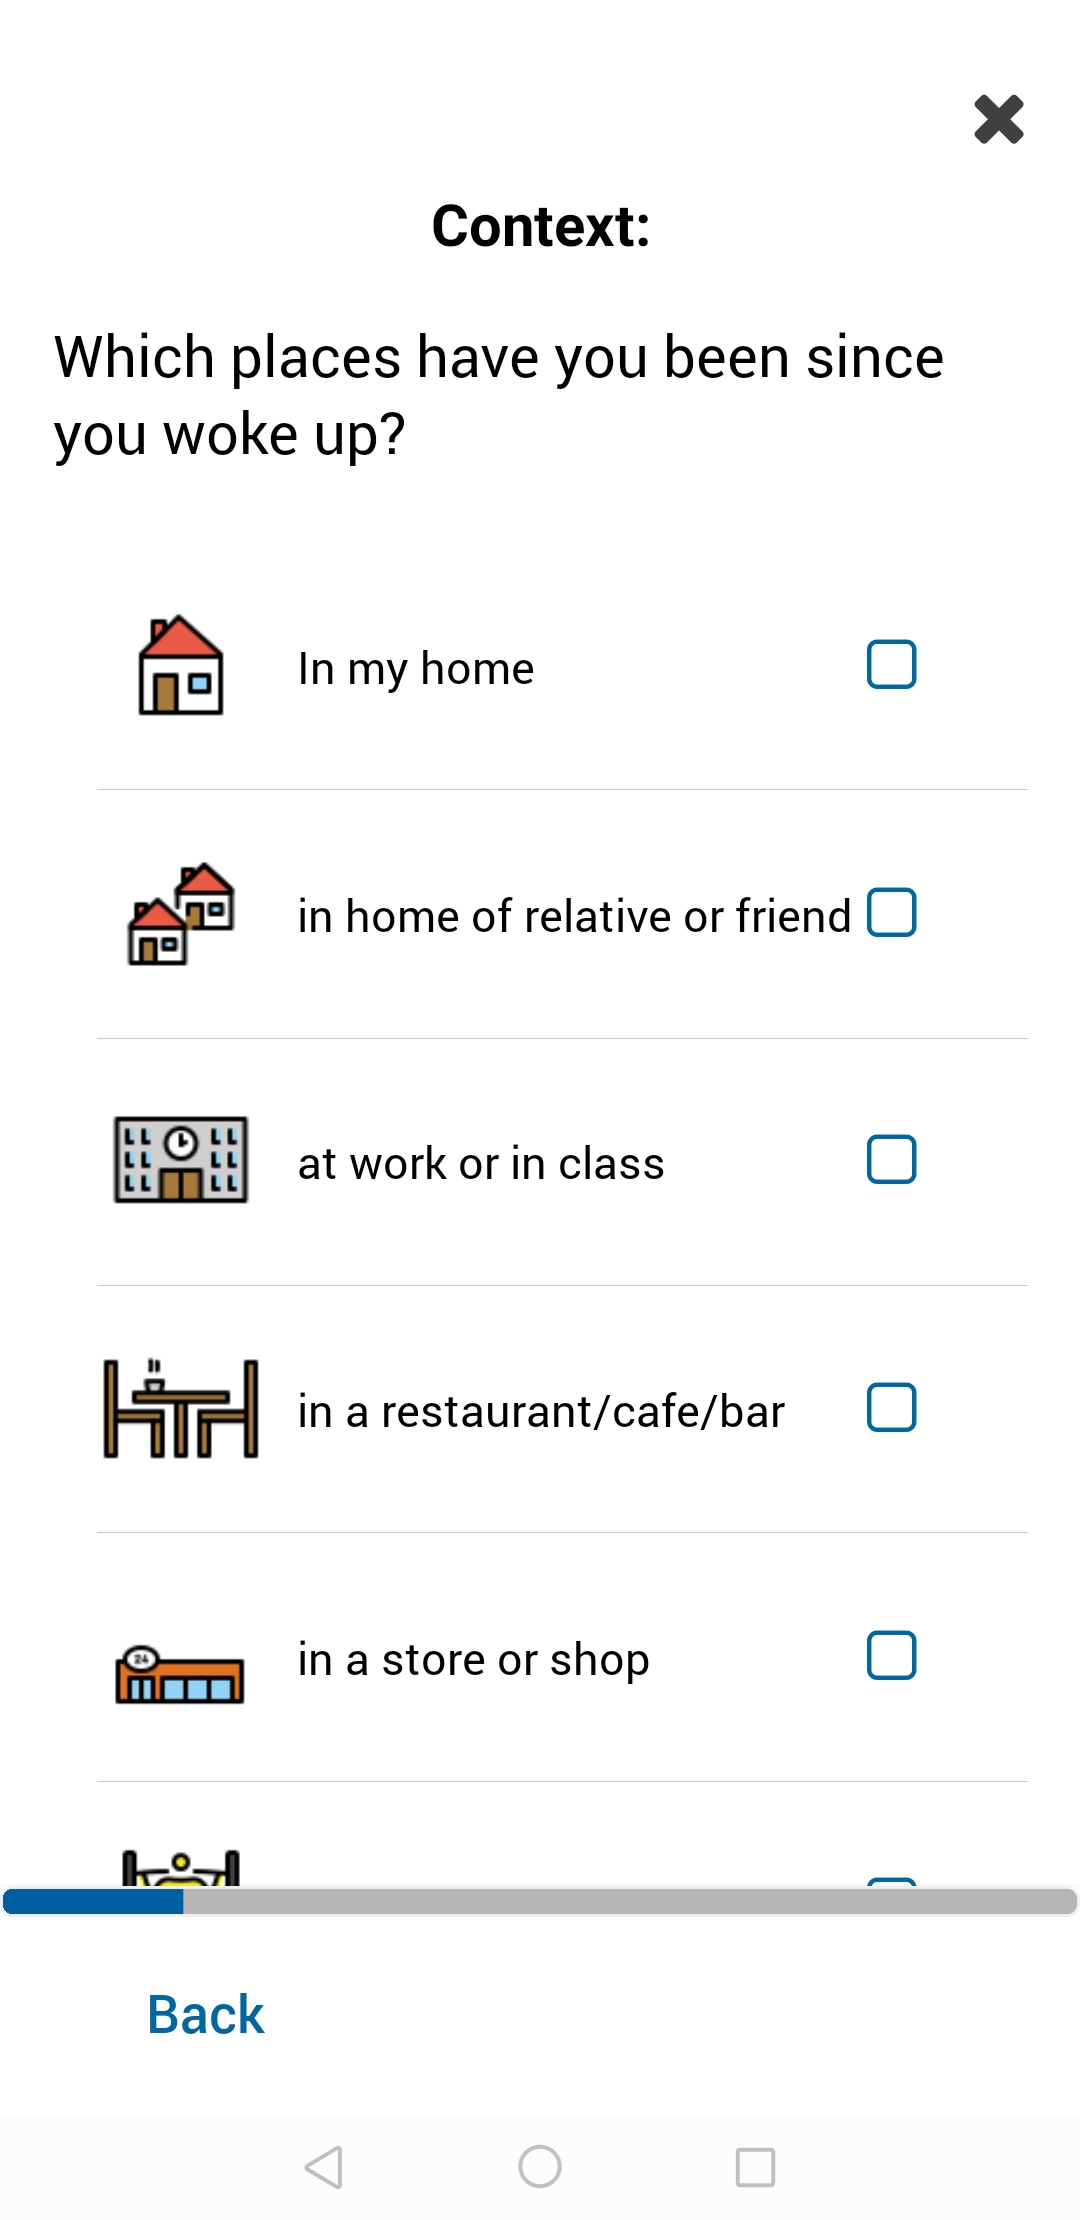 Context:
Which places have you been since
you woke up?
In my home
in home of relative or friend
at work or in class
in a restaurant/cafe/bar
24
in a store or shop
Back